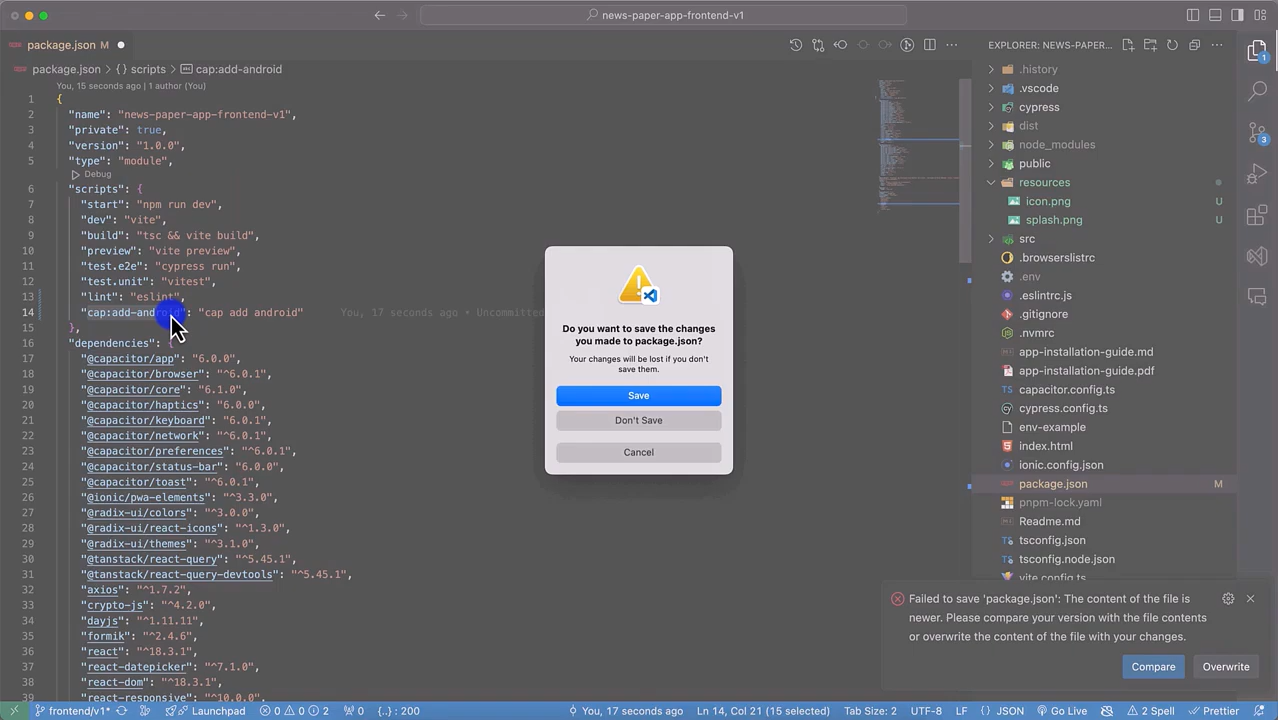 news-paper-app-frontend-v1
package.json M
EXPLORER: NEWS-PAPER...
package.json > {} scripts > cap:add-android
You, 15 seconds ago | 1 author (You)
1 {
2 "name": "news-paper-app-frontend-v1",
3 "private": true,
4 "version": "1.0.0",
5 "type": "module",
Debug
6 "scripts": {
7 "start": "npm run dev",
8 "dev": "vite",
9 "build": "tsc && vite build",
10 "preview": "vite preview",
11 "test.e2e": "cypress run",
12 "test.unit": "vitest",
13 "lint": "eslint",
14 "cap:add-android": "cap add android" You, 17 seconds ago • Uncommitted
15 },
16 "dependencies": {
17 "@capacitor/app": "6.0.0",
18 "@capacitor/browser": "^6.0.1",
19 "@capacitor/core": "6.1.0",
20 "@capacitor/haptics": "6.0.0",
21 "@capacitor/keyboard": "6.0.1",
22 "@capacitor/network": "^6.0.1",
23 "@capacitor/preferences": "^6.0.1",
24 "@capacitor/status-bar": "6.0.0",
25 "@capacitor/toast": "^6.0.1",
26 "@ionic/pwa-elements": "^3.3.0",
27 "@radix-ui/colors": "^3.0.0",
28 "@radix-ui/react-icons": "^1.3.0",
29 "@radix-ui/themes": "^3.1.0",
30 "@tanstack/react-query": "^5.45.1",
31 "@tanstack/react-query-devtools": "^5.45.1",
32 "axios": "^1.7.2",
33 "crypto-js": "^4.2.0",
34 "dayjs": "^1.11.11",
35 "formik": "^2.4.6",
36 "react": "^18.3.1",
37 "react-datepicker": "^7.1.0",
38 "react-dom": "^18.3.1",
39 "react-responsive": "^10.0.0",
Do you want to save the changes
you made to package.json?
Your changes will be lost if you don't
save them.
Save
Don't Save
Cancel
.history
.vscode
cypress
dist
node_modules
public
resources
icon.png U
splash.png U
src
.browserslistrc
.env
.eslintrc.js
.gitignore
.nvmrc
app-installation-guide.md
app-installation-guide.pdf
capacitor.config.ts
cypress.config.ts
env-example
index.html
ionic.config.json
package.json M
pnpm-lock.yaml
Readme.md
tsconfig.json
tsconfig.node.json
vite.config.ts
1
3
Failed to save 'package.json': The content of the file is
newer. Please compare your version with the file contents
or overwrite the content of the file with your changes.
Compare
Overwrite
frontend/v1* Launchpad 0 0 2 0 {..} : 200 You, 17 seconds ago Ln 14, Col 21 (15 selected) Tab Size: 2 UTF-8 LF {} JSON Go Live 2 Spell Prettier